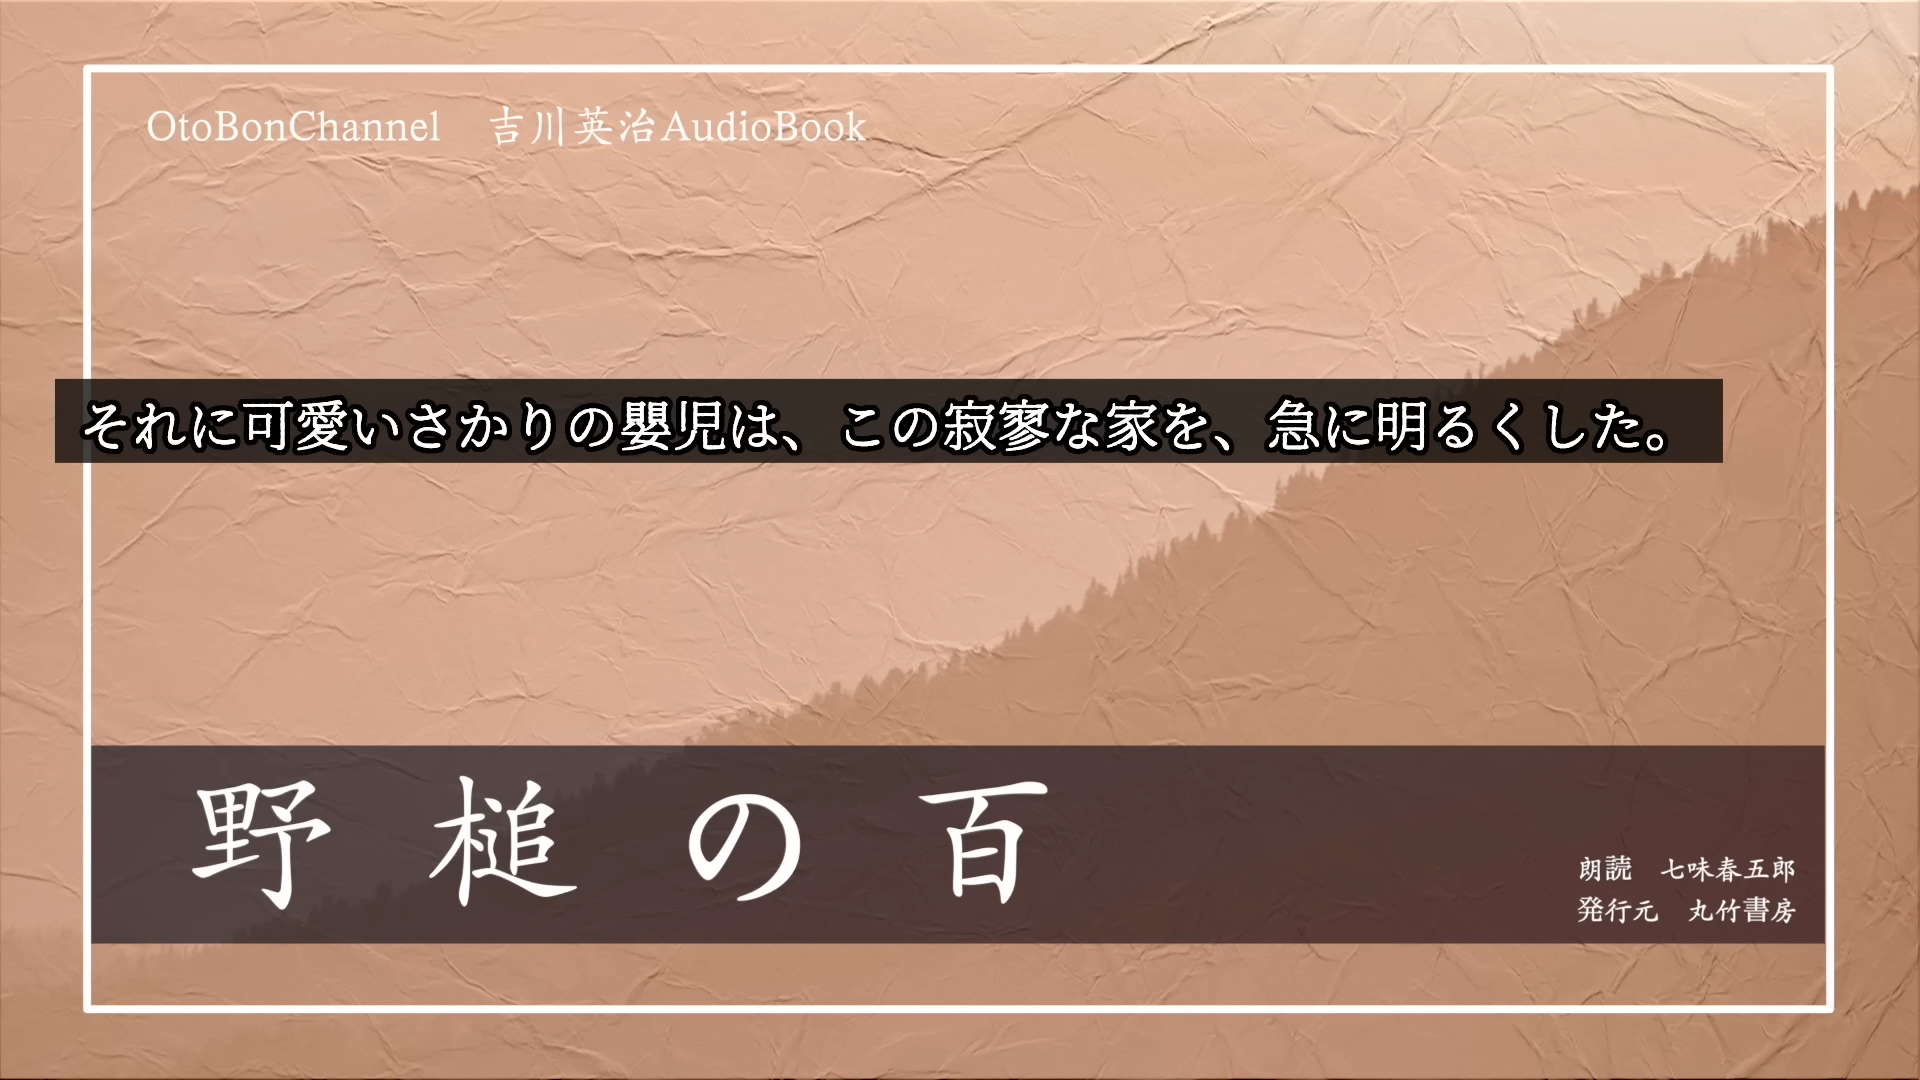 OtoBonChannel　吉川英治AudioBook
それに可愛いさかりの嬰児は、この寂寥な家を、急に明るくした。
野槌の百
朗読　七味春五郎
発行元　丸竹書房